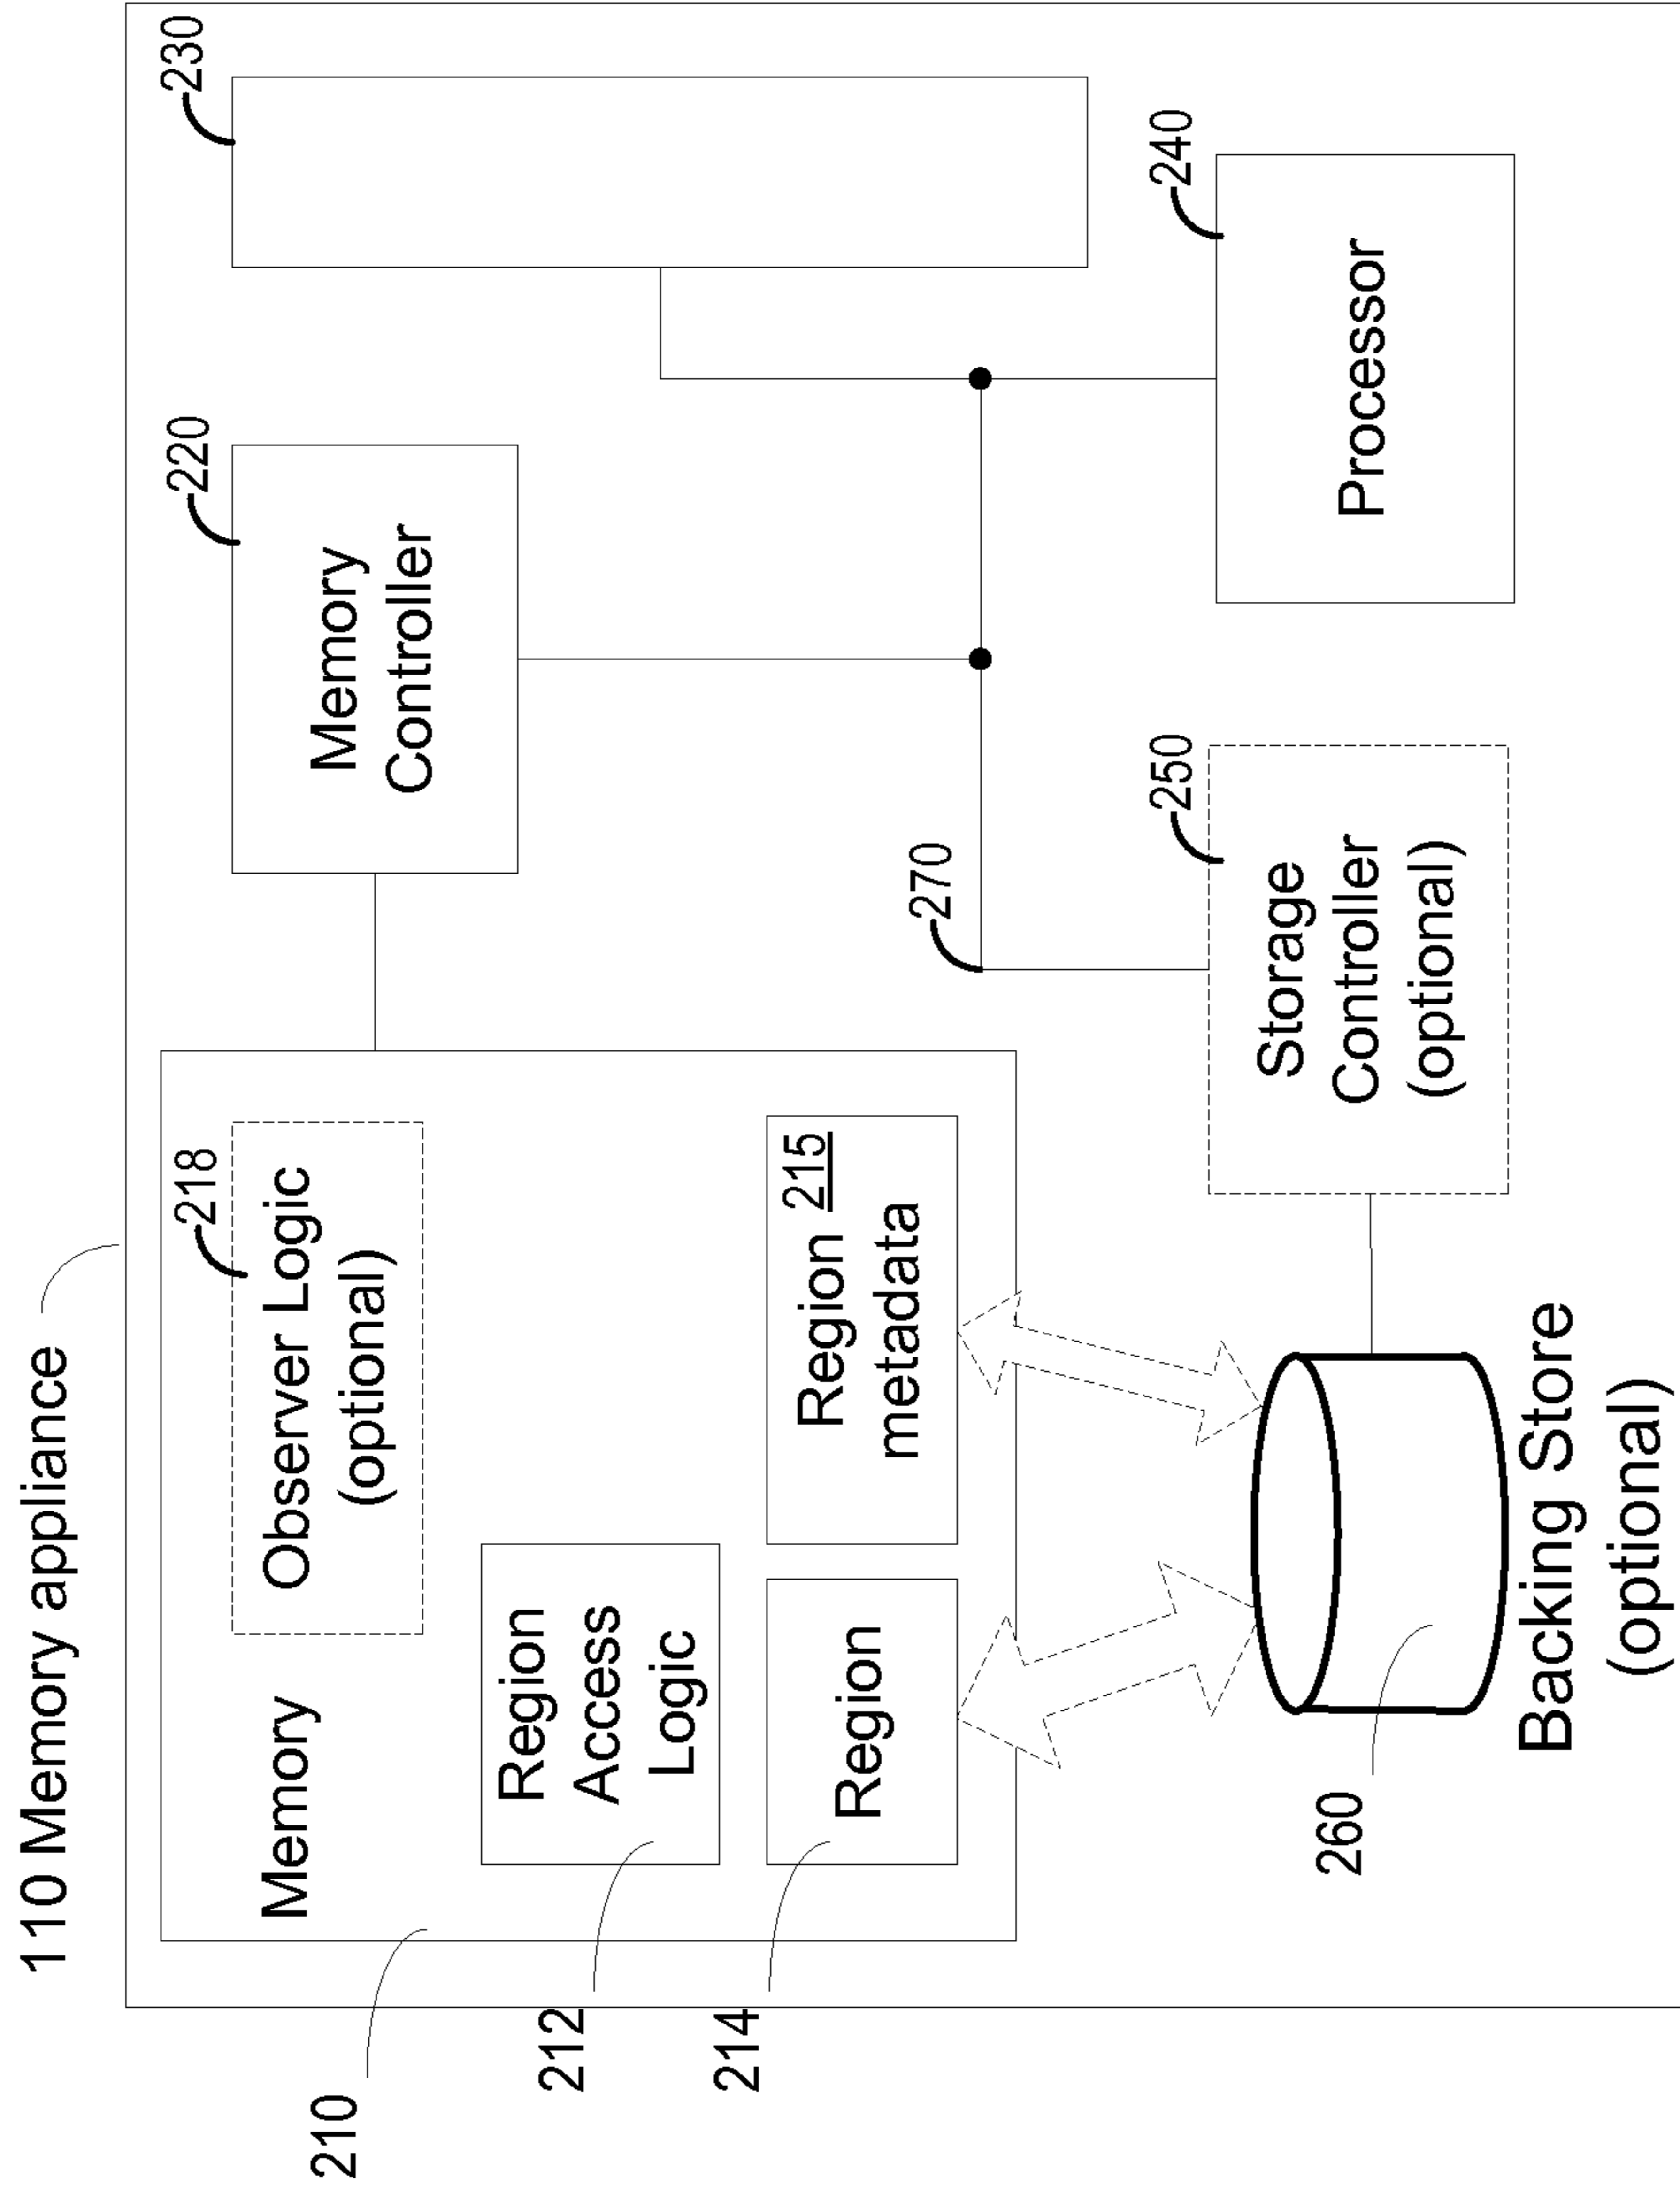 110 Memory appliance
210
Memory
218
Observer Logic
(optional)
220
Memory
Controller
230
212
Region
Access
Logic
214
Region
Region 215
metadata
270
250
Storage
Controller
(optional)
240
Processor
260
Backing Store
(optional)